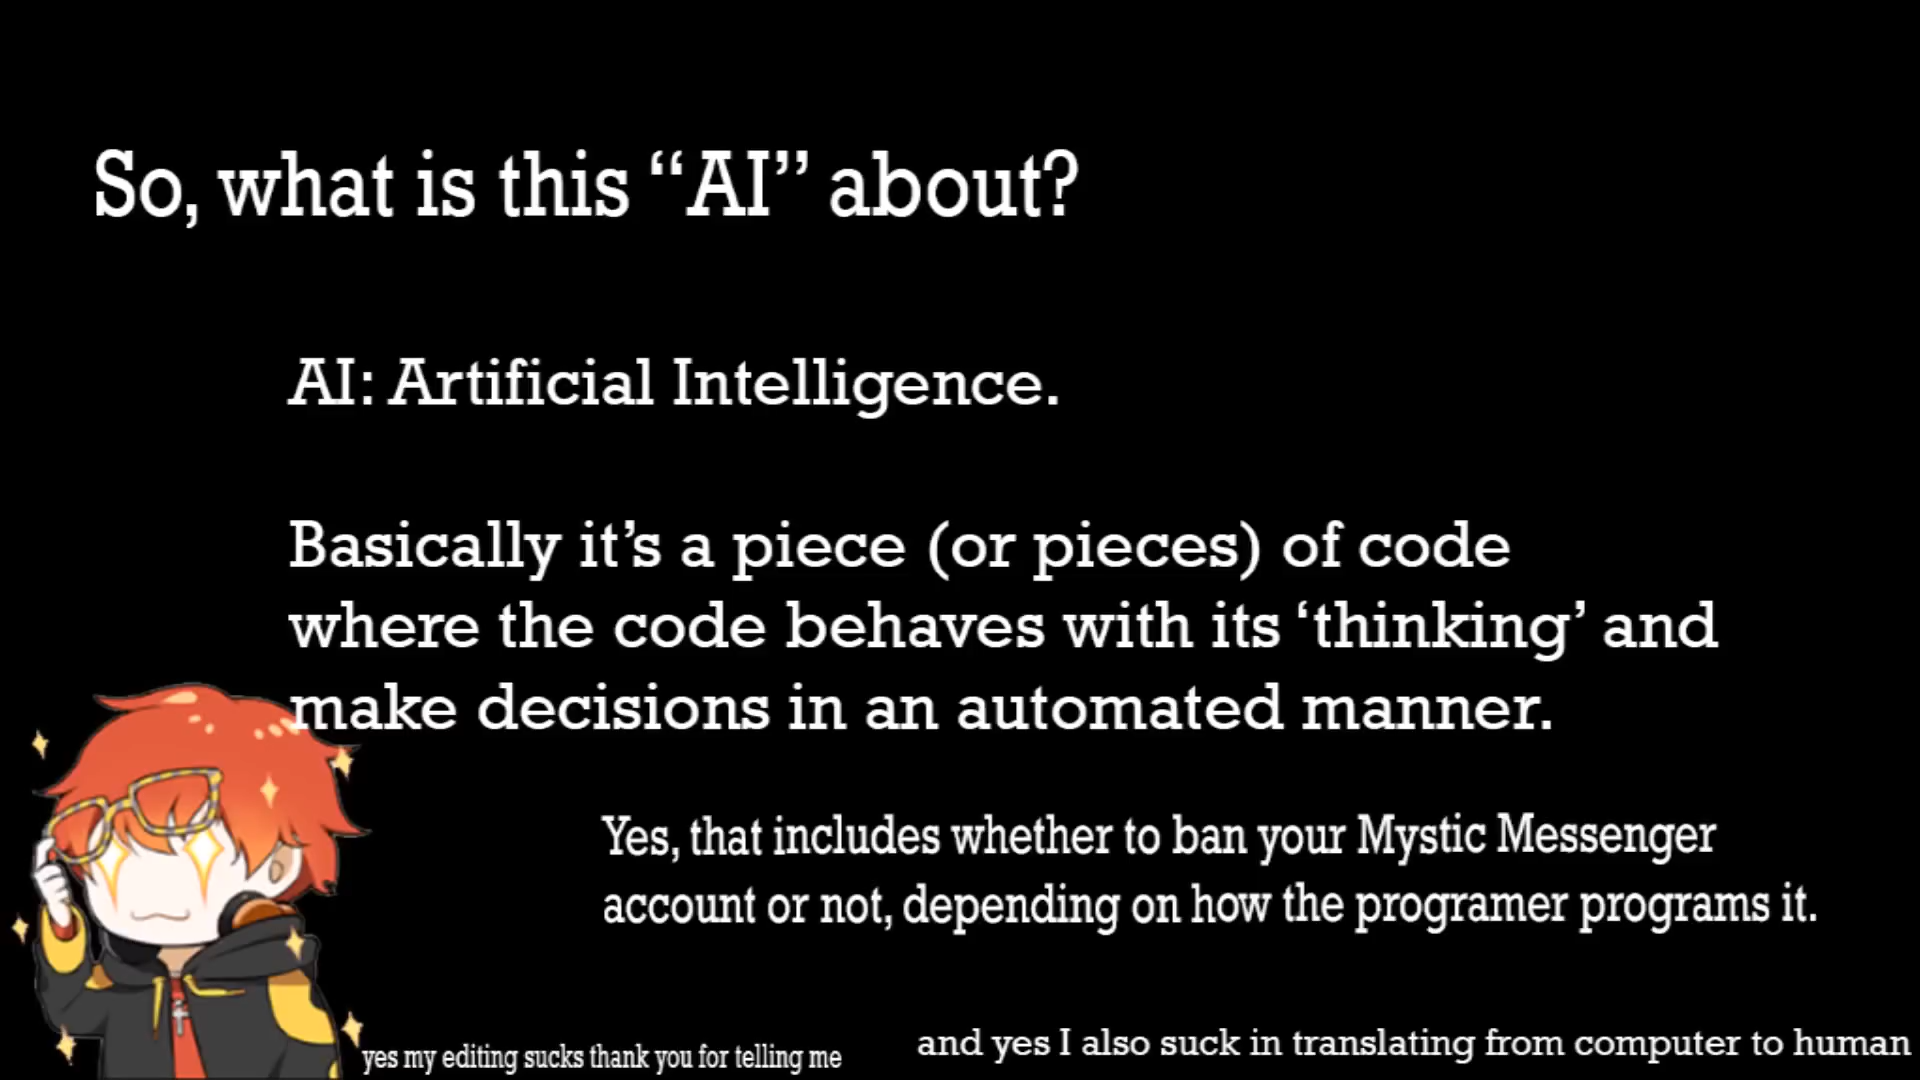 So, what is this “AI” about?
AI: Artificial Intelligence.
Basically it’s a piece (or pieces) of code
where the code behaves with its ‘thinking’ and
make decisions in an automated manner.
Yes, that includes whether to ban your Mystic Messenger
account or not, depending on how the programer programs it.
yes my editing sucks thank you for telling me
and yes I also suck in translating from computer to human